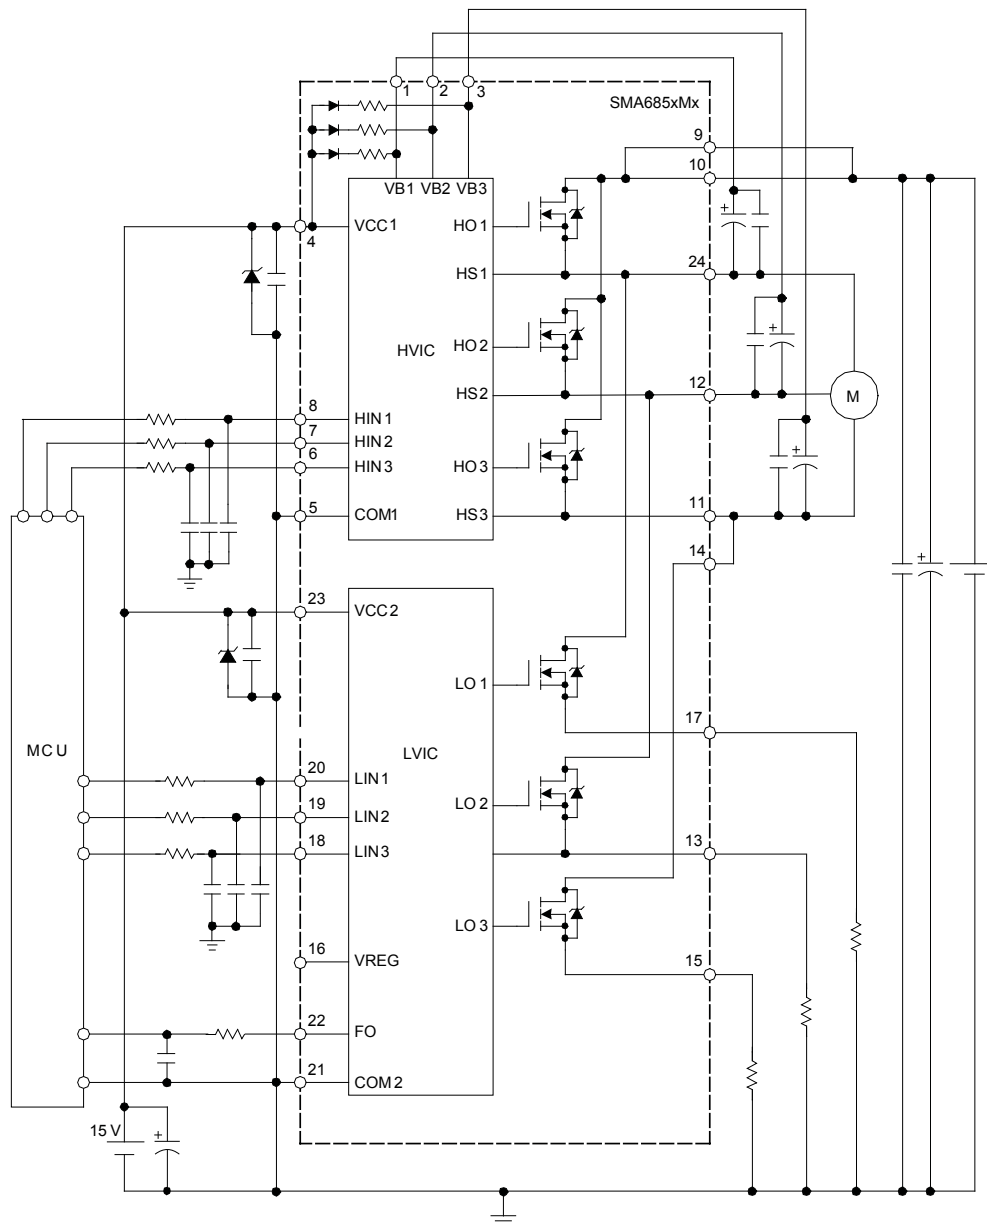 1
2
3
SMA685xMx
9
10
VB1 VB2 VB3
4
VCC1
HO1
+
24
HS1
+
HVIC
HO2
12
HS2
M
8
HIN1
7
HIN2
6
HIN3
+
HO3
5
COM1
HS3
11
14
+
23
VCC2
LO1
17
MCU
LVIC
20
LIN1
19
LIN2
LO2
18
LIN3
13
LO3
16
VREG
15
22
FO
21
COM2
15 V
+